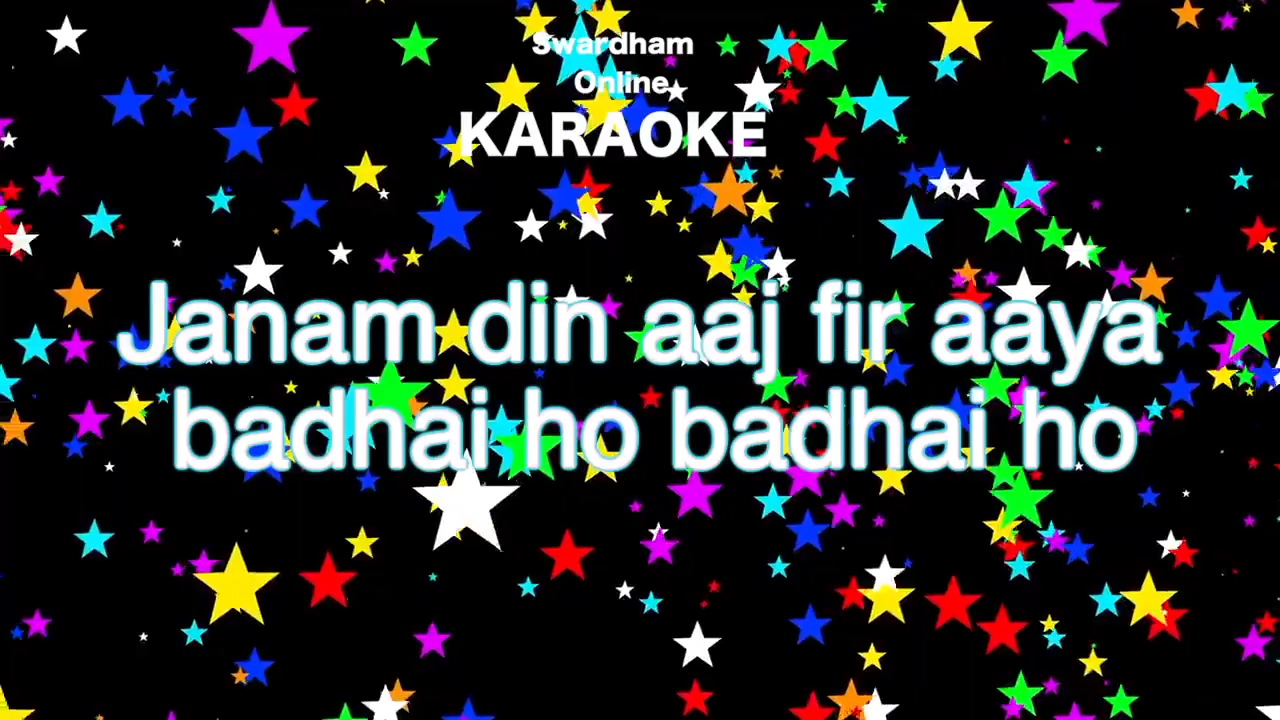 Swardham
Online
KARAOKE
Janam din aaj fir aaya
badhai ho badhai ho